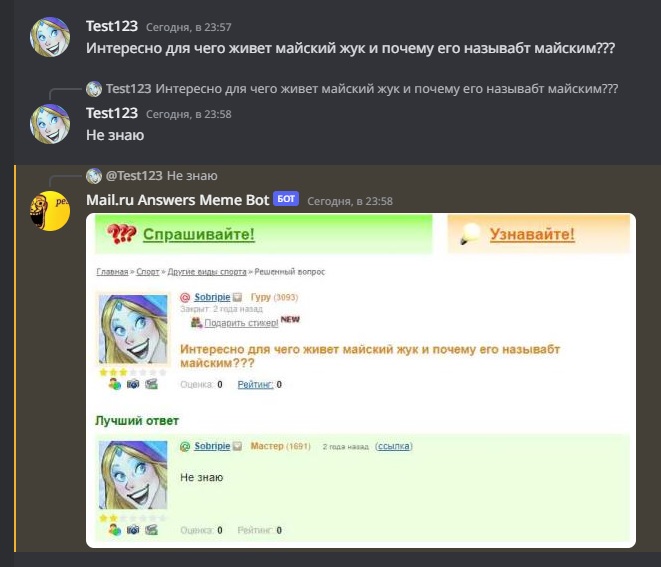 Test123 Сегодня, в 23:57
Интересно для чего живет майский жук и почему его называбт майским???
Test123 Интересно для чего живет майский жук и почему его называбт майским???
Test123 Сегодня, в 23:58
Не знаю
@Test123 Не знаю
Mail.ru Answers Meme Bot БОТ Сегодня, в 23:58
Спрашивайте! Узнавайте!
Главная » Спорт » Другие виды спорта » Решенный вопрос
@ Sobripie Гуру (3093)
Закрыт: 2 года назад
Подарить стикер! NEW
Интересно для чего живет майский жук и почему его называбт
майским???
Оценка: 0 Рейтинг: 0
Лучший ответ
@ Sobripie Мастер (1691) 2 года назад (ссылка)
Не знаю
Оценка: 0 Рейтинг: 0